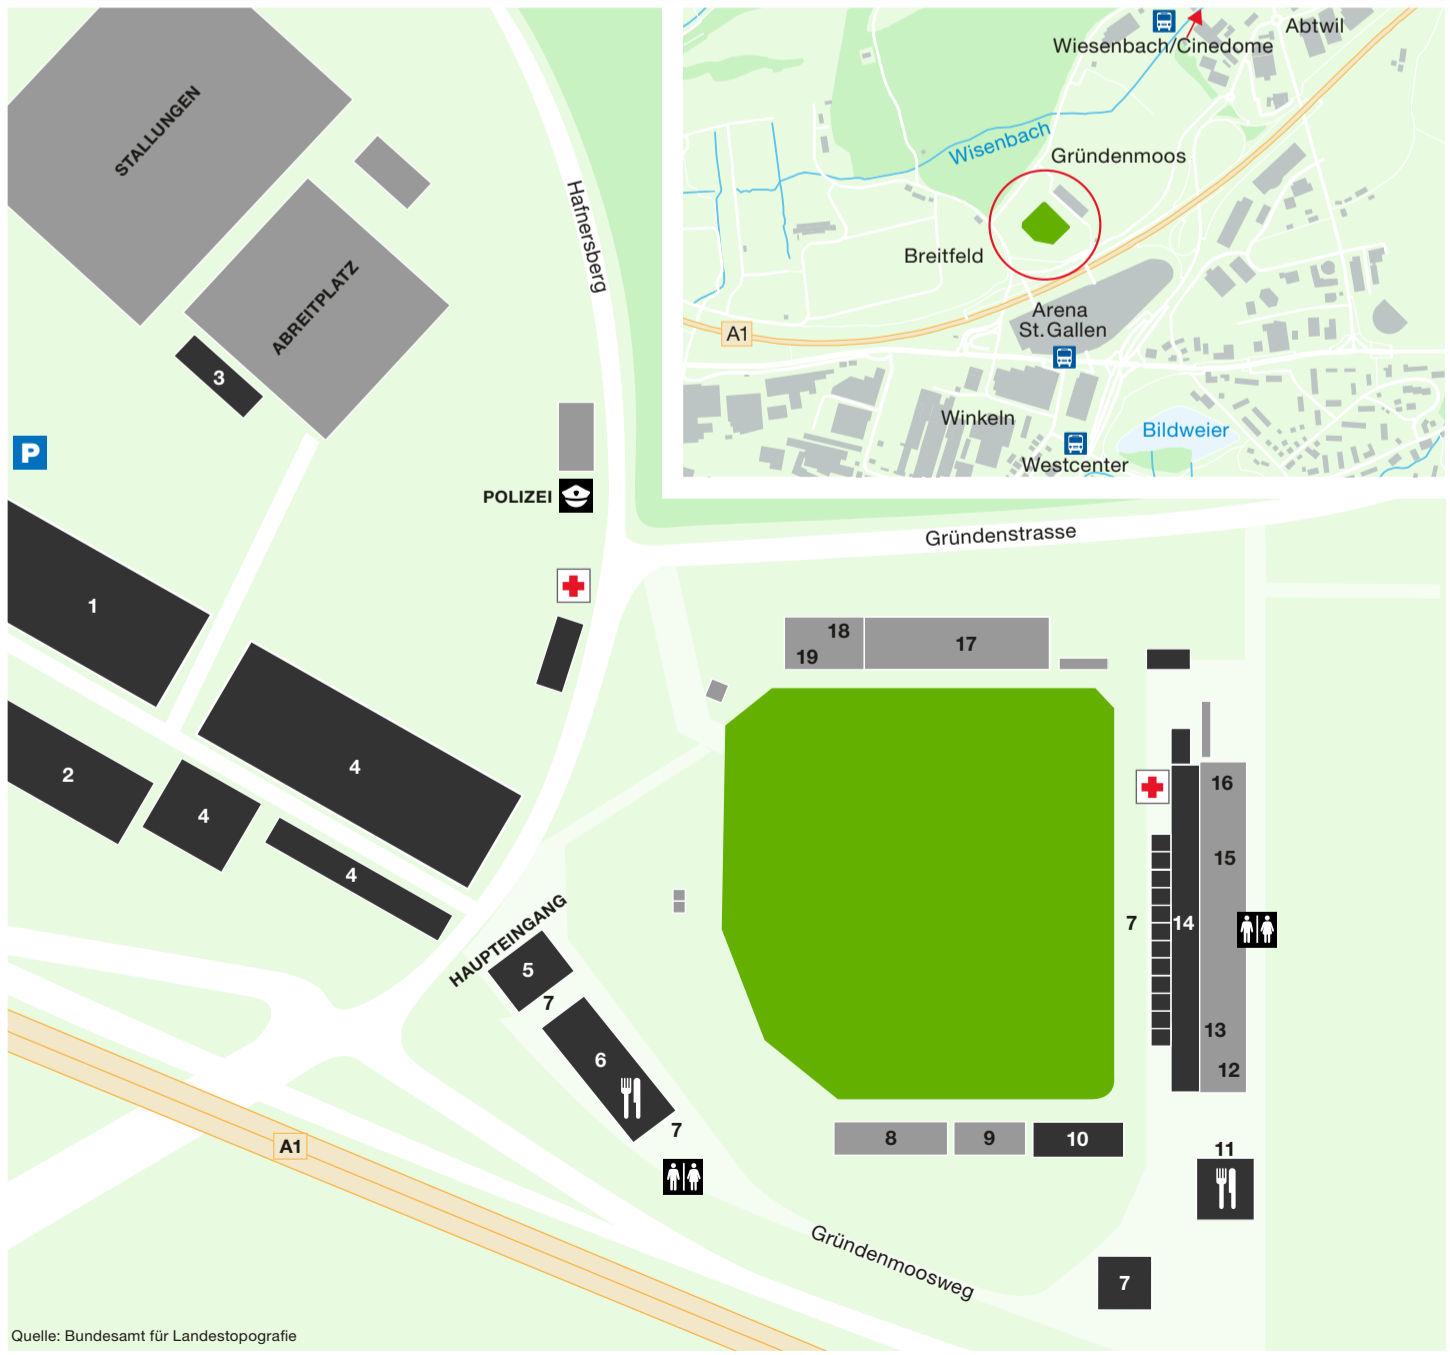 STALLUNGEN
ABREITPLATZ
3
P
Hafnersberg
POLIZEI
1
2
4
4
4
HAUPTEINGANG
5
7
6
7
A1
Quelle: Bundesamt für Landestopografie
Abtwil
Wiesenbach/Cinedome
Wisenbach
Gründenmoos
Breitfeld
Arena
St. Gallen
A1
Winkeln
Westcenter
Bildweier
Gründenstrasse
18
19
17
16
15
7
14
13
12
8
9
10
11
7
Gründenmoosweg